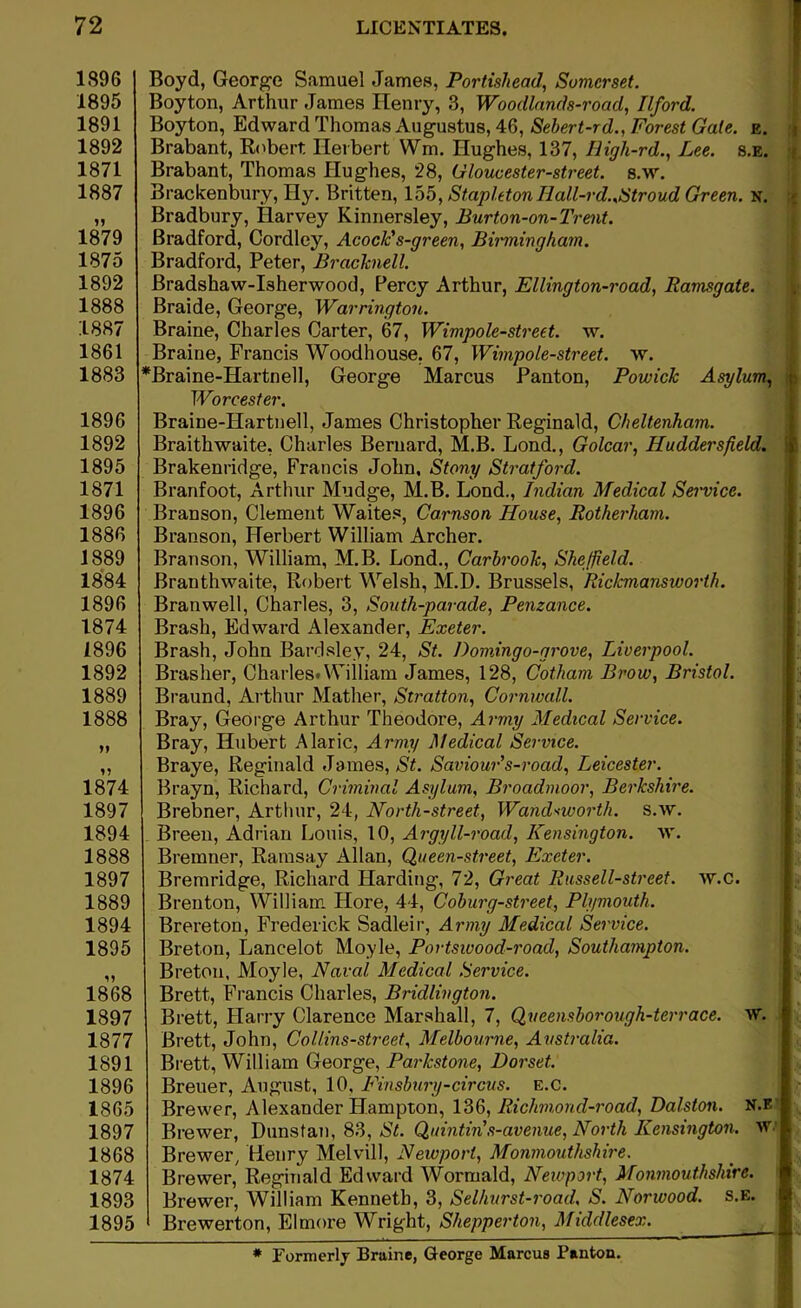 72 LICENTIATES.
1896 Boyd, George Samuel James, Portishead, Somerset.
1895 Boyton, Arthur James Henry, 3, Woodlands-road, Ilford.
1891 Boyton, Edward Thomas Augustus, 46, Sebert-rd., Forest Gate. E.
1892 Brabant, Robert Herbert Wm. Hughes, 137, High-rd., Lee. S.E.
1871 Brabant, Thomas Hughes, 28, Gloucester-street. S.W.
1887 Brackenbury, Hy. Britten, 155, Stapleton Hall-rd., Stroud Green. N.
„ Bradbury, Harvey Kinnersley, Burton-on-Trent.
1879 Bradford, Cordley, Acock's-green, Birmingham.
1875 Bradford, Peter, Bracknell.
1892 Bradshaw-Isherwood, Percy Arthur, Ellington-road, Ramsgate.
1888 Braide, George, Warrington.
1887 Braine, Charles Carter, 67, Wimpole-street. W.
1861 Braine, Francis Woodhouse, 67, Wimpole-street. W.
1883 *Braine-Hartnell, George Marcus Panton, Powick Asylum,
Worcester.
1896 Braine-Hartnell, James Christopher Reginald, Cheltenham.
1892 Braithwaite, Charles Bernard, M.B. Lond., Golcar, Huddersfield.
1895 Brakenridge, Francis John, Stony Stratford.
1871 Branfoot, Arthur Mudge, M.B. Lond., Indian Medical Service.
1896 Branson, Clement Waites, Carnson House, Rotherham.
1886 Branson, Herbert William Archer.
1889 Branson, William, M.B. Lond., Carbrook, Sheffield.
1884 Branthwaite, Robert Welsh, M.D. Brussels, Rickmansworth.
1896 Branwell, Charles, 3, South-parade, Penzance.
1874 Brash, Edward Alexander, Exeter.
1896 Brash, John Bardsley, 24, St. Domingo-grove, Liverpool.
1892 Brasher, Charles William James, 128, Cotham Brow, Bristol.
1889 Braund, Arthur Mather, Stratton, Cornwall.
1888 Bray, George Arthur Theodore, Army Medical Service.
„ Bray, Hubert Alaric, Army Medical Service.
„ Braye, Reginald James, St. Saviour's-road, Leicester.
1874 Brayn, Richard, Criminal Asylum, Broadmoor, Berkshire.
1897 Brebner, Arthur, 24, North-street, Wandsworth. S.W.
1894 Breen, Adrian Louis, 10, Argyll-road, Kensington. W.
1888 Bremner, Ramsay Allan, Queen-street, Exeter.
1897 Bremridge, Richard Harding, 72, Great Russell-street. W.C.
1889 Brenton, William Hore, 44, Coburg-street, Plymouth.
1894 Brereton, Frederick Sadleir, Army Medical Service.
1895 Breton, Lancelot Moyle, Portswood-road, Southampton.
„ Breton, Moyle, Naval Medical Service.
1868 Brett, Francis Charles, Bridlington.
1897 Brett, Harry Clarence Marshall, 7, Queensborough-terrace. W.
1877 Brett, John, Collins-street, Melbourne, Australia.
1891 Brett, William George, Parkstone, Dorset.
1896 Breuer, August, 10, Finsbury-circus. E.C.
1865 Brewer, Alexander Hampton, 136, Richmond-road, Dalston. N.E
1897 Brewer, Dunstan, 83, St. Quintin's-avenue, North Kensington. W.
1868 Brewer, Henry Melvill, Newport, Monmouthshire.
1874 Brewer, Reginald Edward Wormald, Newport, Monmouthshire.
1893 Brewer, William Kenneth, 3, Selhurst-road, S. Norwood. S.E.
1895 Brewerton, Elmore Wright, Shepperton, Middlesex.
* Formerly Braine, George Marcus Panton.